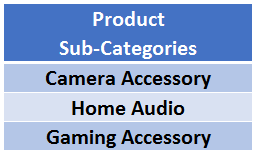 Product
Sub-Categories
Camera Accessory
Home Audio
Gaming Accessory